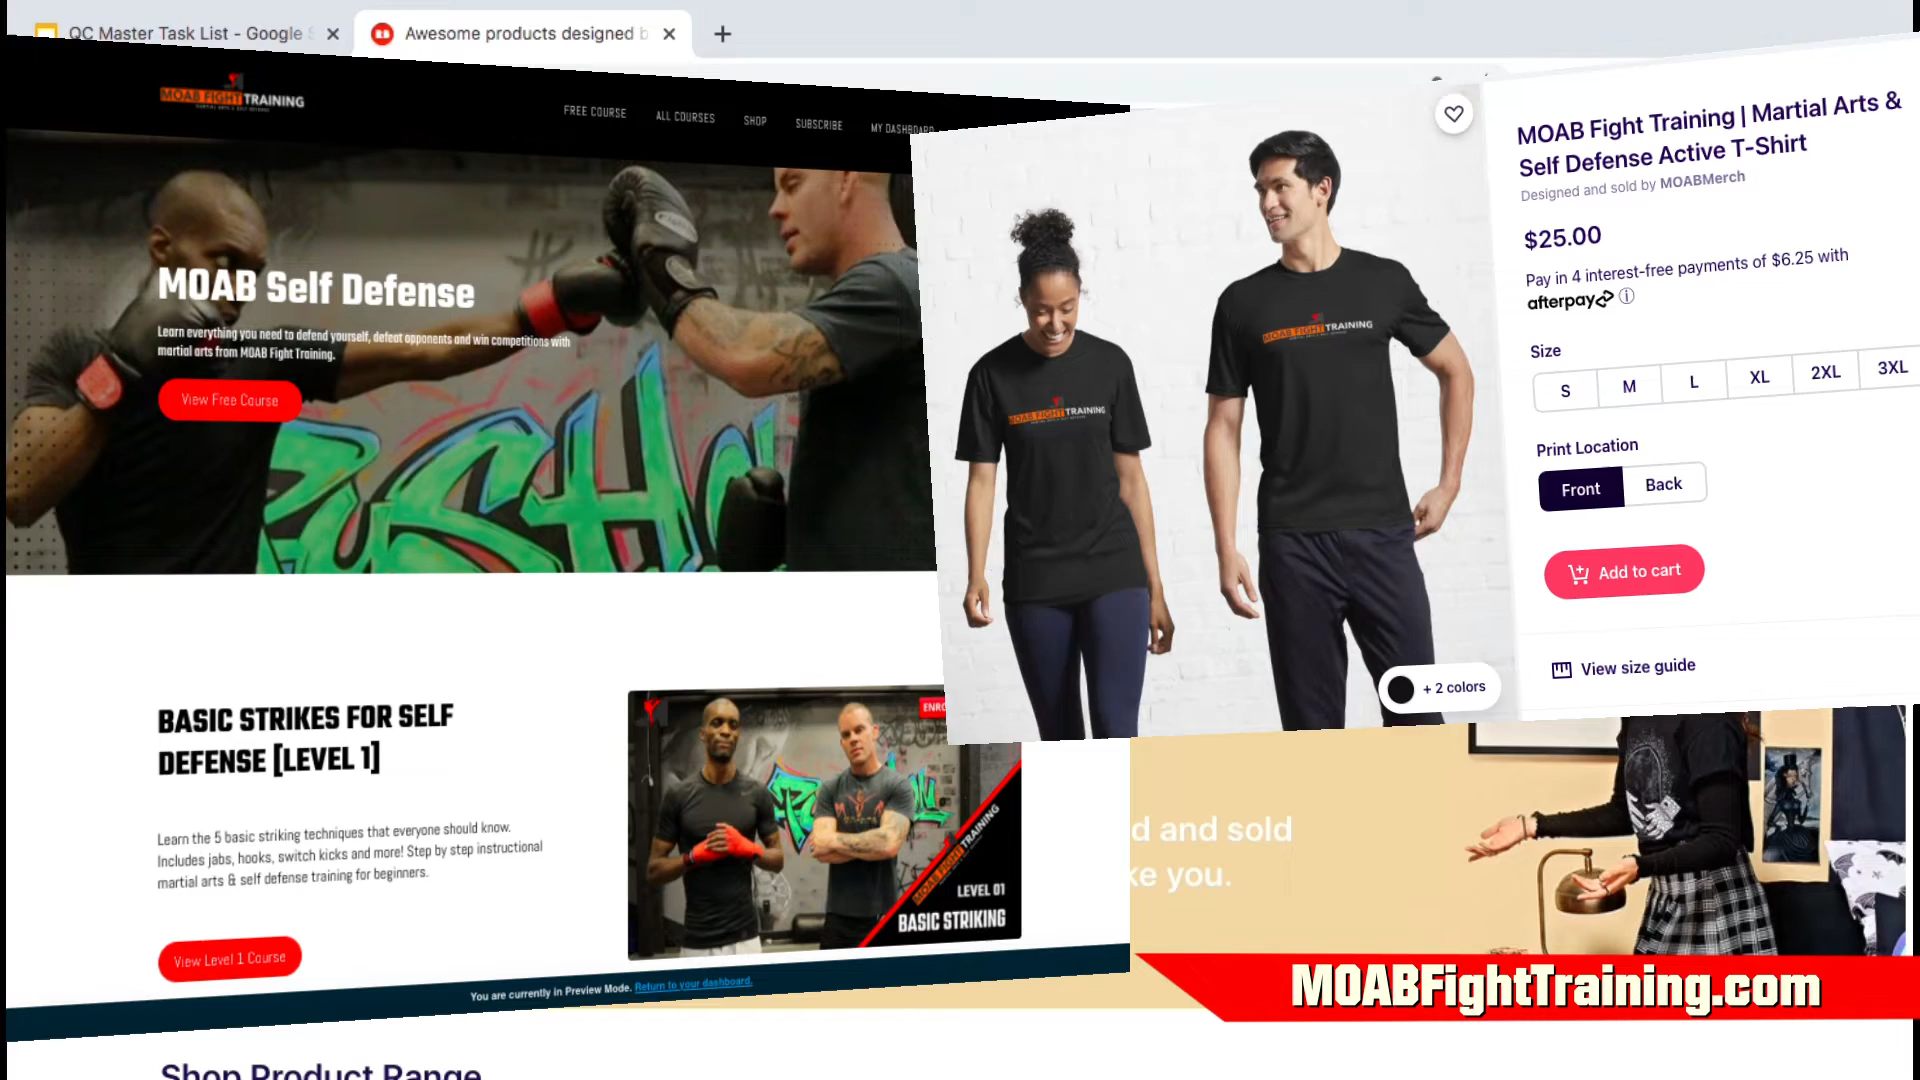 QC Master Task List - Google
Awesome products designed b
MOAB FIGHT TRAINING
FREE COURSE
ALL COURSES
SHOP
SUBSCRIBE
MY DASHBOARD
MOAB Self Defense
Learn everything you need to defend yourself, defeat opponents and win competitions with
martial arts from MOAB Fight Training.
View Free Course
BASIC STRIKES FOR SELF
DEFENSE [LEVEL 1]
Learn the 5 basic striking techniques that everyone should know.
Includes jabs, hooks, switch kicks and more! Step by step instructional
martial arts & self defense training for beginners.
View Level 1 Course
ENRO
MOAB FIGHT TRAINING
LEVEL 01
BASIC STRIKING
You are currently in Preview Mode. Return to your dashboard.
Shop Product Range
MOAB FIGHT TRAINING
MOAB FIGHT TRAINING
+ 2 colors
MOAB Fight Training | Martial Arts &
Self Defense Active T-Shirt
Designed and sold by MOABMerch
$25.00
Pay in 4 interest-free payments of $6.25 with
afterpay
Size
S
M
L
XL
2XL
3XL
Print Location
Front
Back
Add to cart
View size guide
d and sold
ke you.
MOABFightTraining.com